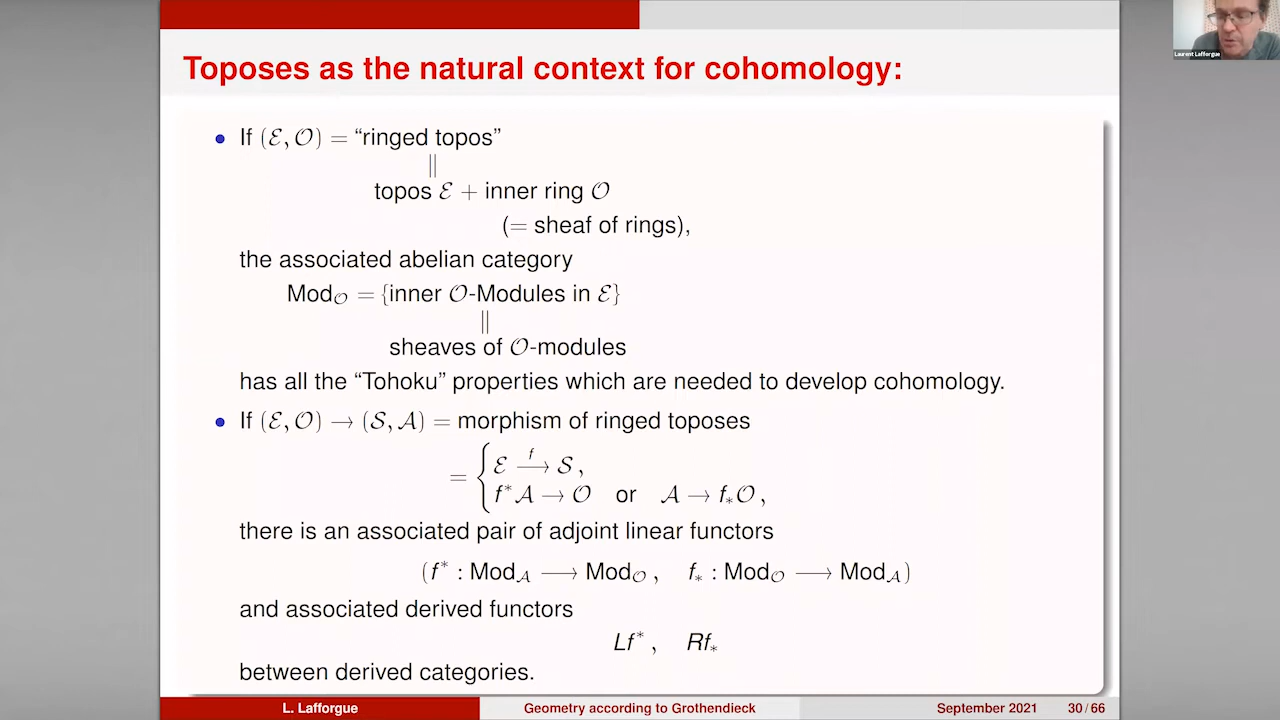 Laurent Lafforgue
Toposes as the natural context for cohomology:
• If (ℰ, 𝒪) = “ringed topos”
||
topos ℰ + inner ring 𝒪
(= sheaf of rings),
the associated abelian category
Mod_𝒪 = {inner 𝒪-Modules in ℰ}
||
sheaves of 𝒪-modules
has all the “Tohoku” properties which are needed to develop cohomology.
• If (ℰ, 𝒪) → (𝒮, 𝒜) = morphism of ringed toposes
= { ℰ —f→ 𝒮 ,
f*𝒜 → 𝒪 or 𝒜 → f_*𝒪 ,
there is an associated pair of adjoint linear functors
(f* : Mod_𝒜 ⟶ Mod_𝒪 , f_* : Mod_𝒪 ⟶ Mod_𝒜)
and associated derived functors
Lf* , Rf_*
between derived categories.
L. Lafforgue Geometry according to Grothendieck September 2021 30 / 66